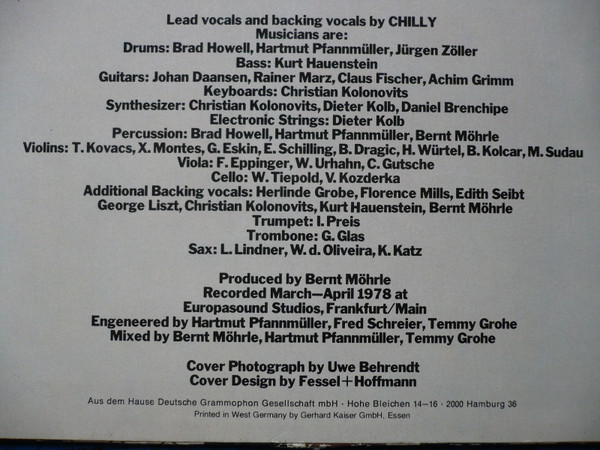 Lead vocals and backing vocals by CHILLY
Musicians are:
Drums: Brad Howell, Hartmut Pfannmüller, Jürgen Zöller
Bass: Kurt Hauenstein
Guitars: Johan Daansen, Rainer Marz, Claus Fischer, Achim Grimm
Keyboards: Christian Kolonovits
Synthesizer: Christian Kolonovits, Dieter Kolb, Daniel Brenchipe
Electronic Strings: Dieter Kolb
Percussion: Brad Howell, Hartmut Pfannmüller, Bernt Möhrle
Violins: T. Kovacs, X. Montes, G. Eskin, E. Schilling, B. Dragic, H. Würtel, B. Kolcar, M. Sudau
Viola: F. Eppinger, W. Urhahn, C. Gutsche
Cello: W. Tiepold, V. Kozderka
Additional Backing vocals: Herlinde Grobe, Florence Mills, Edith Seibt
George Liszt, Christian Kolonovits, Kurt Hauenstein, Bernt Möhrle
Trumpet: I. Preis
Trombone: G. Glas
Sax: L. Lindner, W. d. Oliveira, K. Katz
Produced by Bernt Möhrle
Recorded March—April 1978 at
Europasound Studios, Frankfurt/Main
Engeneered by Hartmut Pfannmüller, Fred Schreier, Temmy Grohe
Mixed by Bernt Möhrle, Hartmut Pfannmüller, Temmy Grohe
Cover Photograph by Uwe Behrendt
Cover Design by Fessel+Hoffmann
Aus dem Hause Deutsche Grammophon Gesellschaft mbH · Hohe Bleichen 14–16 · 2000 Hamburg 36
Printed in West Germany by Gerhard Kaiser GmbH, Essen